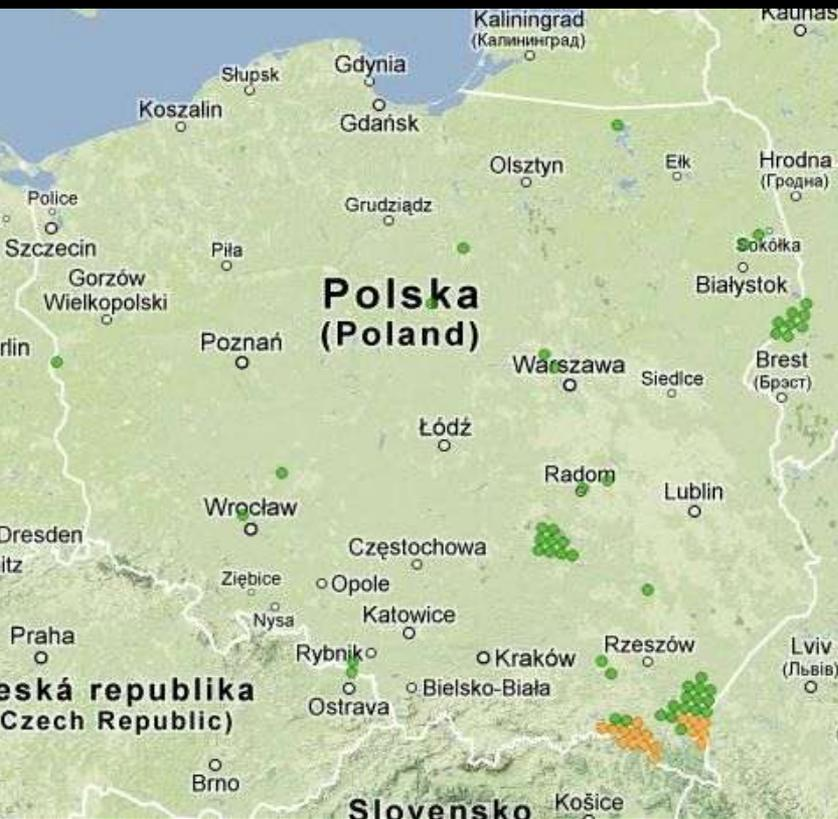 Kaliningrad
(Калининград)
Kaunas
Słupsk
Gdynia
Koszalin
Gdańsk
Olsztyn
Ełk
Hrodna
(Гродна)
Police
Grudziądz
Szczecin
Piła
Sokółka
Gorzów
Wielkopolski
Białystok
Polska
(Poland)
rlin
Poznań
Warszawa
Siedlce
Brest
(Брэст)
Łódź
Radom
Lublin
Wrocław
Dresden
itz
Częstochowa
Ziębice
Opole
Nysa
Katowice
Praha
Rybnik
Kraków
Rzeszów
Lviv
(Львів)
eská republika
Czech Republic)
Ostrava
Bielsko-Biała
Brno
Slovensko
Košice